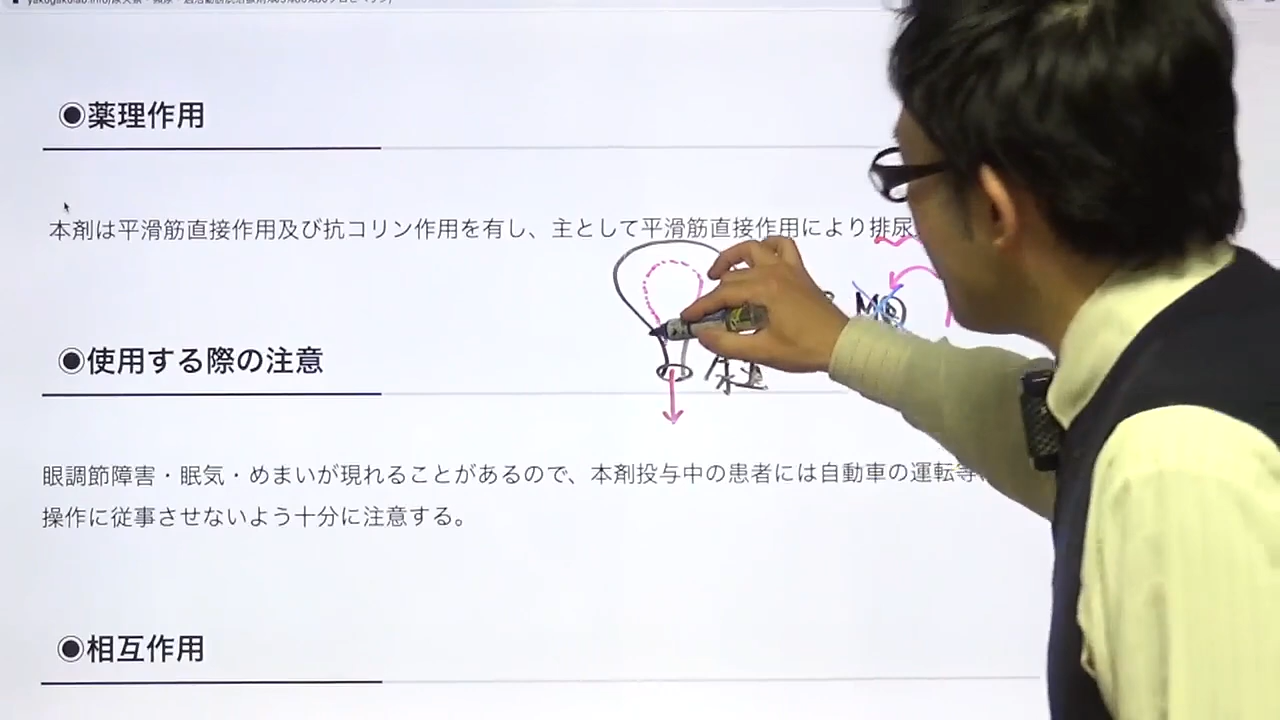 ◉薬理作用
本剤は平滑筋直接作用及び抗コリン作用を有し、主として平滑筋直接作用により排尿
◉使用する際の注意
眼調節障害・眠気・めまいが現れることがあるので、本剤投与中の患者には自動車の運転等、
操作に従事させないよう十分に注意する。
◉相互作用